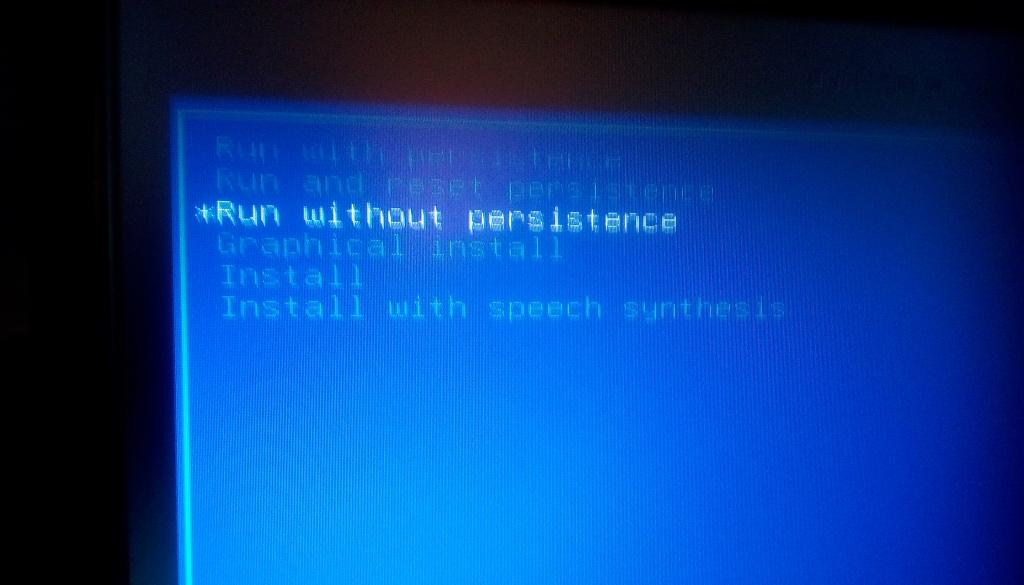 Run with persistence
Run and reset persistence
*Run without persistence
Graphical install
Install
Install with speech synthesis